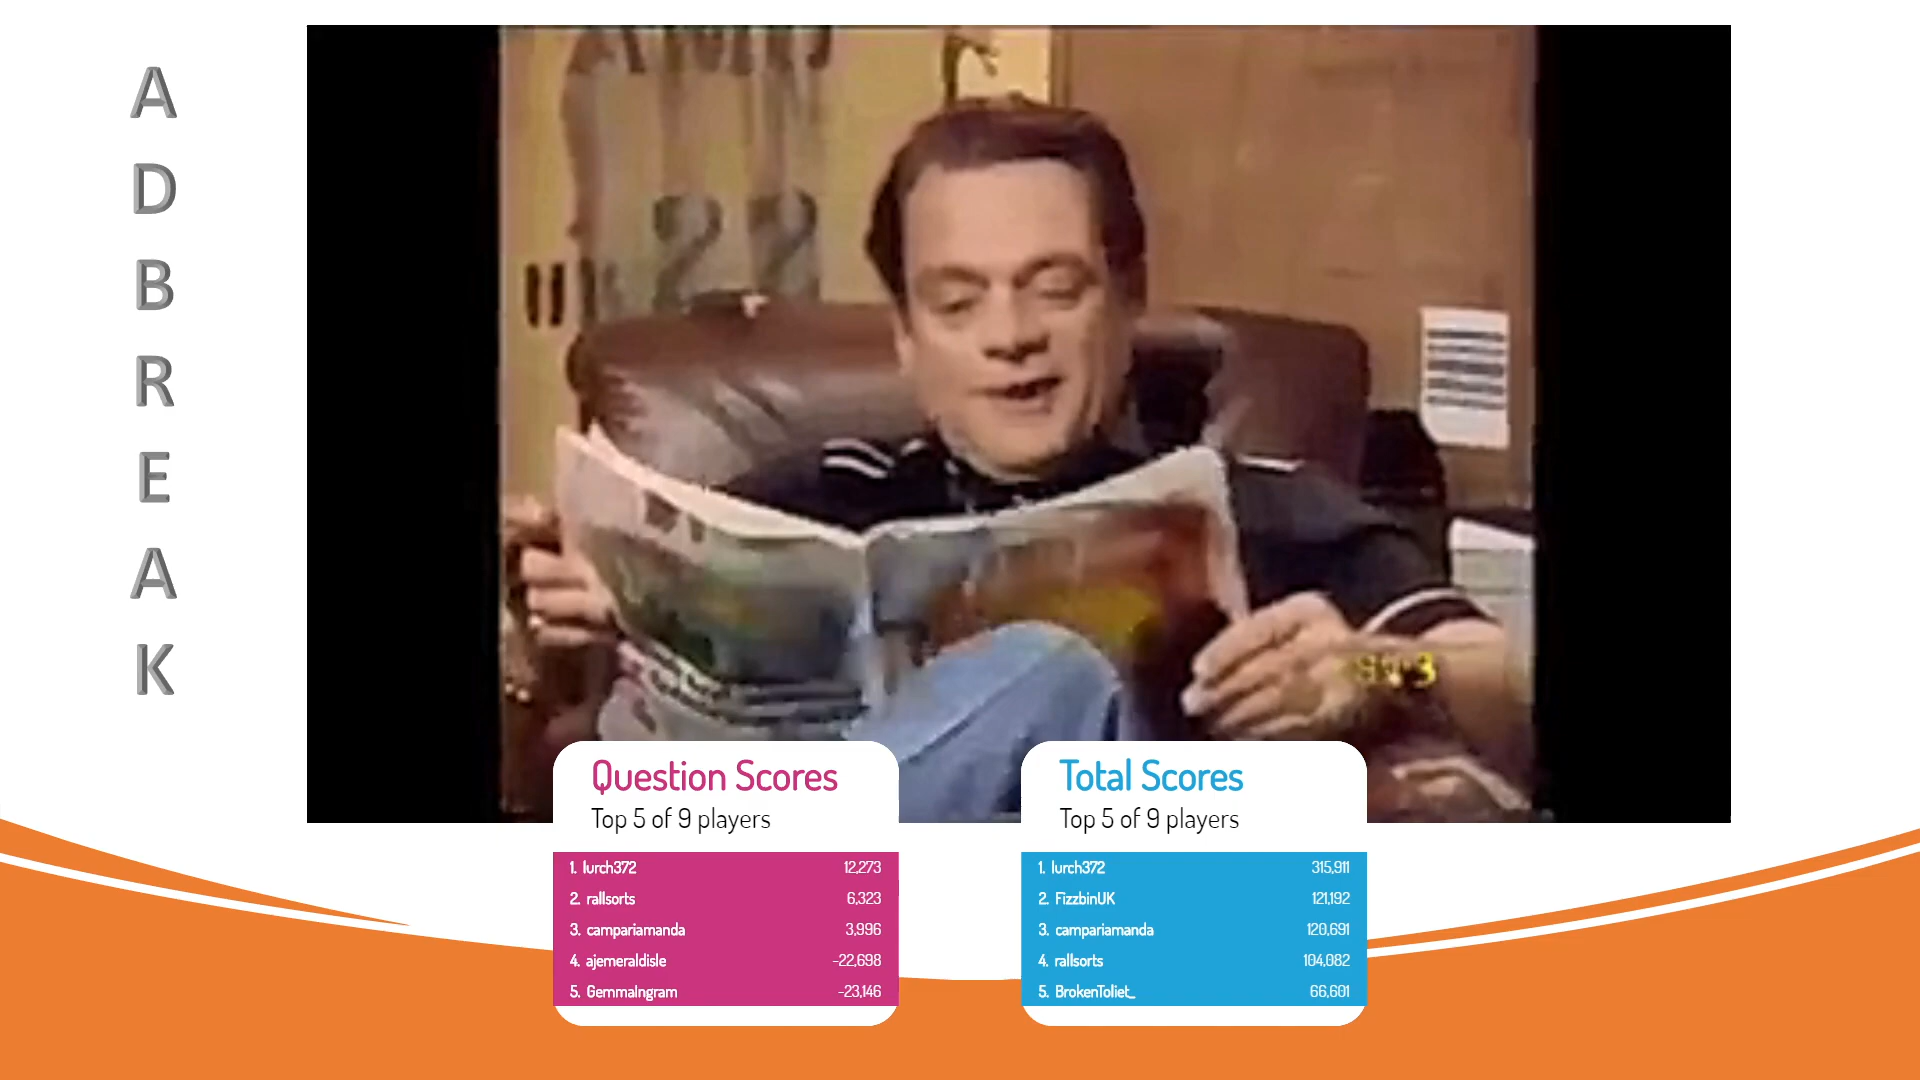 A
D
B
R
E
A
K
Question Scores
Top 5 of 9 players
1. lurch372 12,273
2. rallsorts 6,323
3. campariamanda 3,996
4. ajemeraldisle -22,698
5. GemmaIngram -23,146
Total Scores
Top 5 of 9 players
1. lurch372 315,911
2. FizzbinUK 121,192
3. campariamanda 120,691
4. rallsorts 104,082
5. BrokenToliet_ 66,601